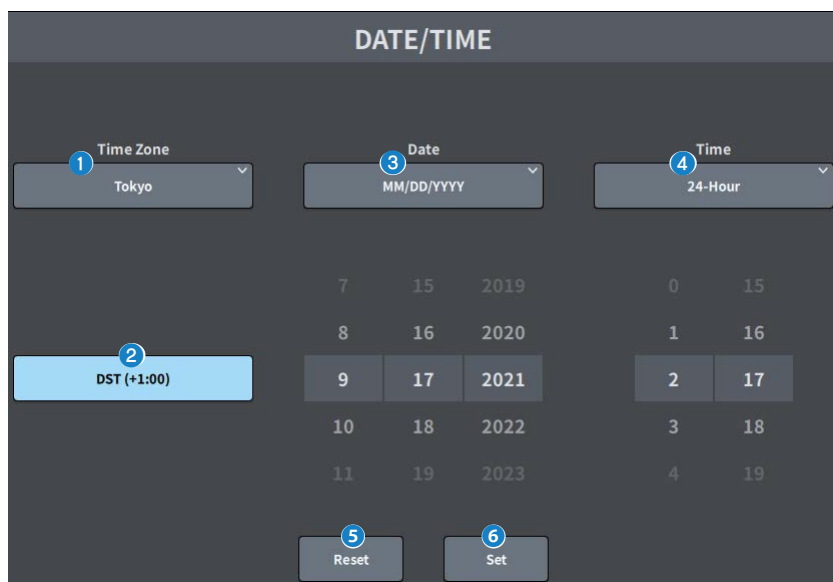 DATE/TIME
Time Zone Date Time
1 3 4
Tokyo MM/DD/YYYY 24-Hour
7 15 2019 0 15
8 16 2020 1 16
2
DST (+1:00) 9 17 2021 2 17
10 18 2022 3 18
11 19 2023 4 19
5 6
Reset Set